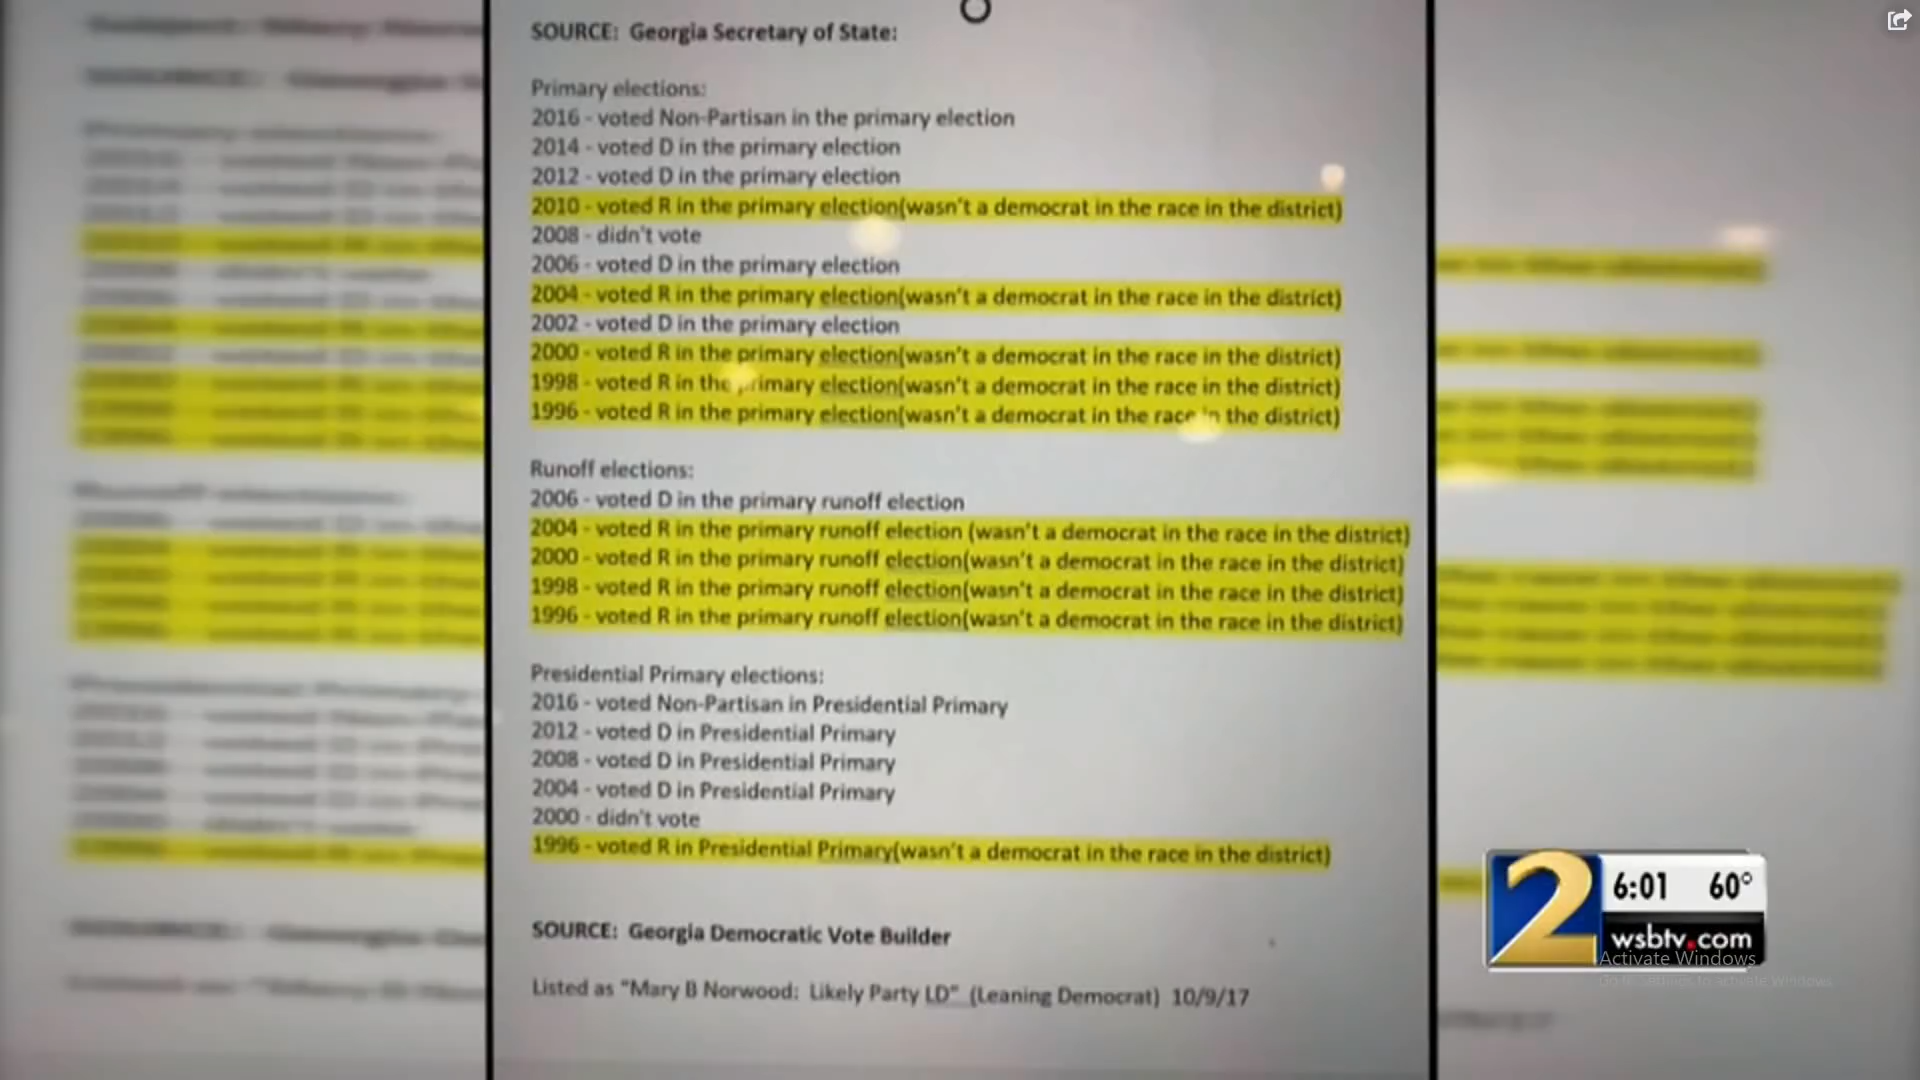 SOURCE: Georgia Secretary of State:
Primary elections:
2016 - voted Non-Partisan in the primary election
2014 - voted D in the primary election
2012 - voted D in the primary election
2010 - voted R in the primary election(wasn't a democrat in the race in the district)
2008 - didn't vote
2006 - voted D in the primary election
2004 - voted R in the primary election(wasn't a democrat in the race in the district)
2002 - voted D in the primary election
2000 - voted R in the primary election(wasn't a democrat in the race in the district)
1998 - voted R in the primary election(wasn't a democrat in the race in the district)
1996 - voted R in the primary election(wasn't a democrat in the race in the district)
Runoff elections:
2006 - voted D in the primary runoff election
2004 - voted R in the primary runoff election (wasn't a democrat in the race in the district)
2000 - voted R in the primary runoff election(wasn't a democrat in the race in the district)
1998 - voted R in the primary runoff election(wasn't a democrat in the race in the district)
1996 - voted R in the primary runoff election(wasn't a democrat in the race in the district)
Presidential Primary elections:
2016 - voted Non-Partisan in Presidential Primary
2012 - voted D in Presidential Primary
2008 - voted D in Presidential Primary
2004 - voted D in Presidential Primary
2000 - didn't vote
1996 - voted R in Presidential Primary(wasn't a democrat in the race in the district)
SOURCE: Georgia Democratic Vote Builder
Listed as "Mary B Norwood: Likely Party LD" (Leaning Democrat) 10/9/17
2 6:01 60°
wsbtv.com
Activate Windows
Go to Settings to activate Windows.